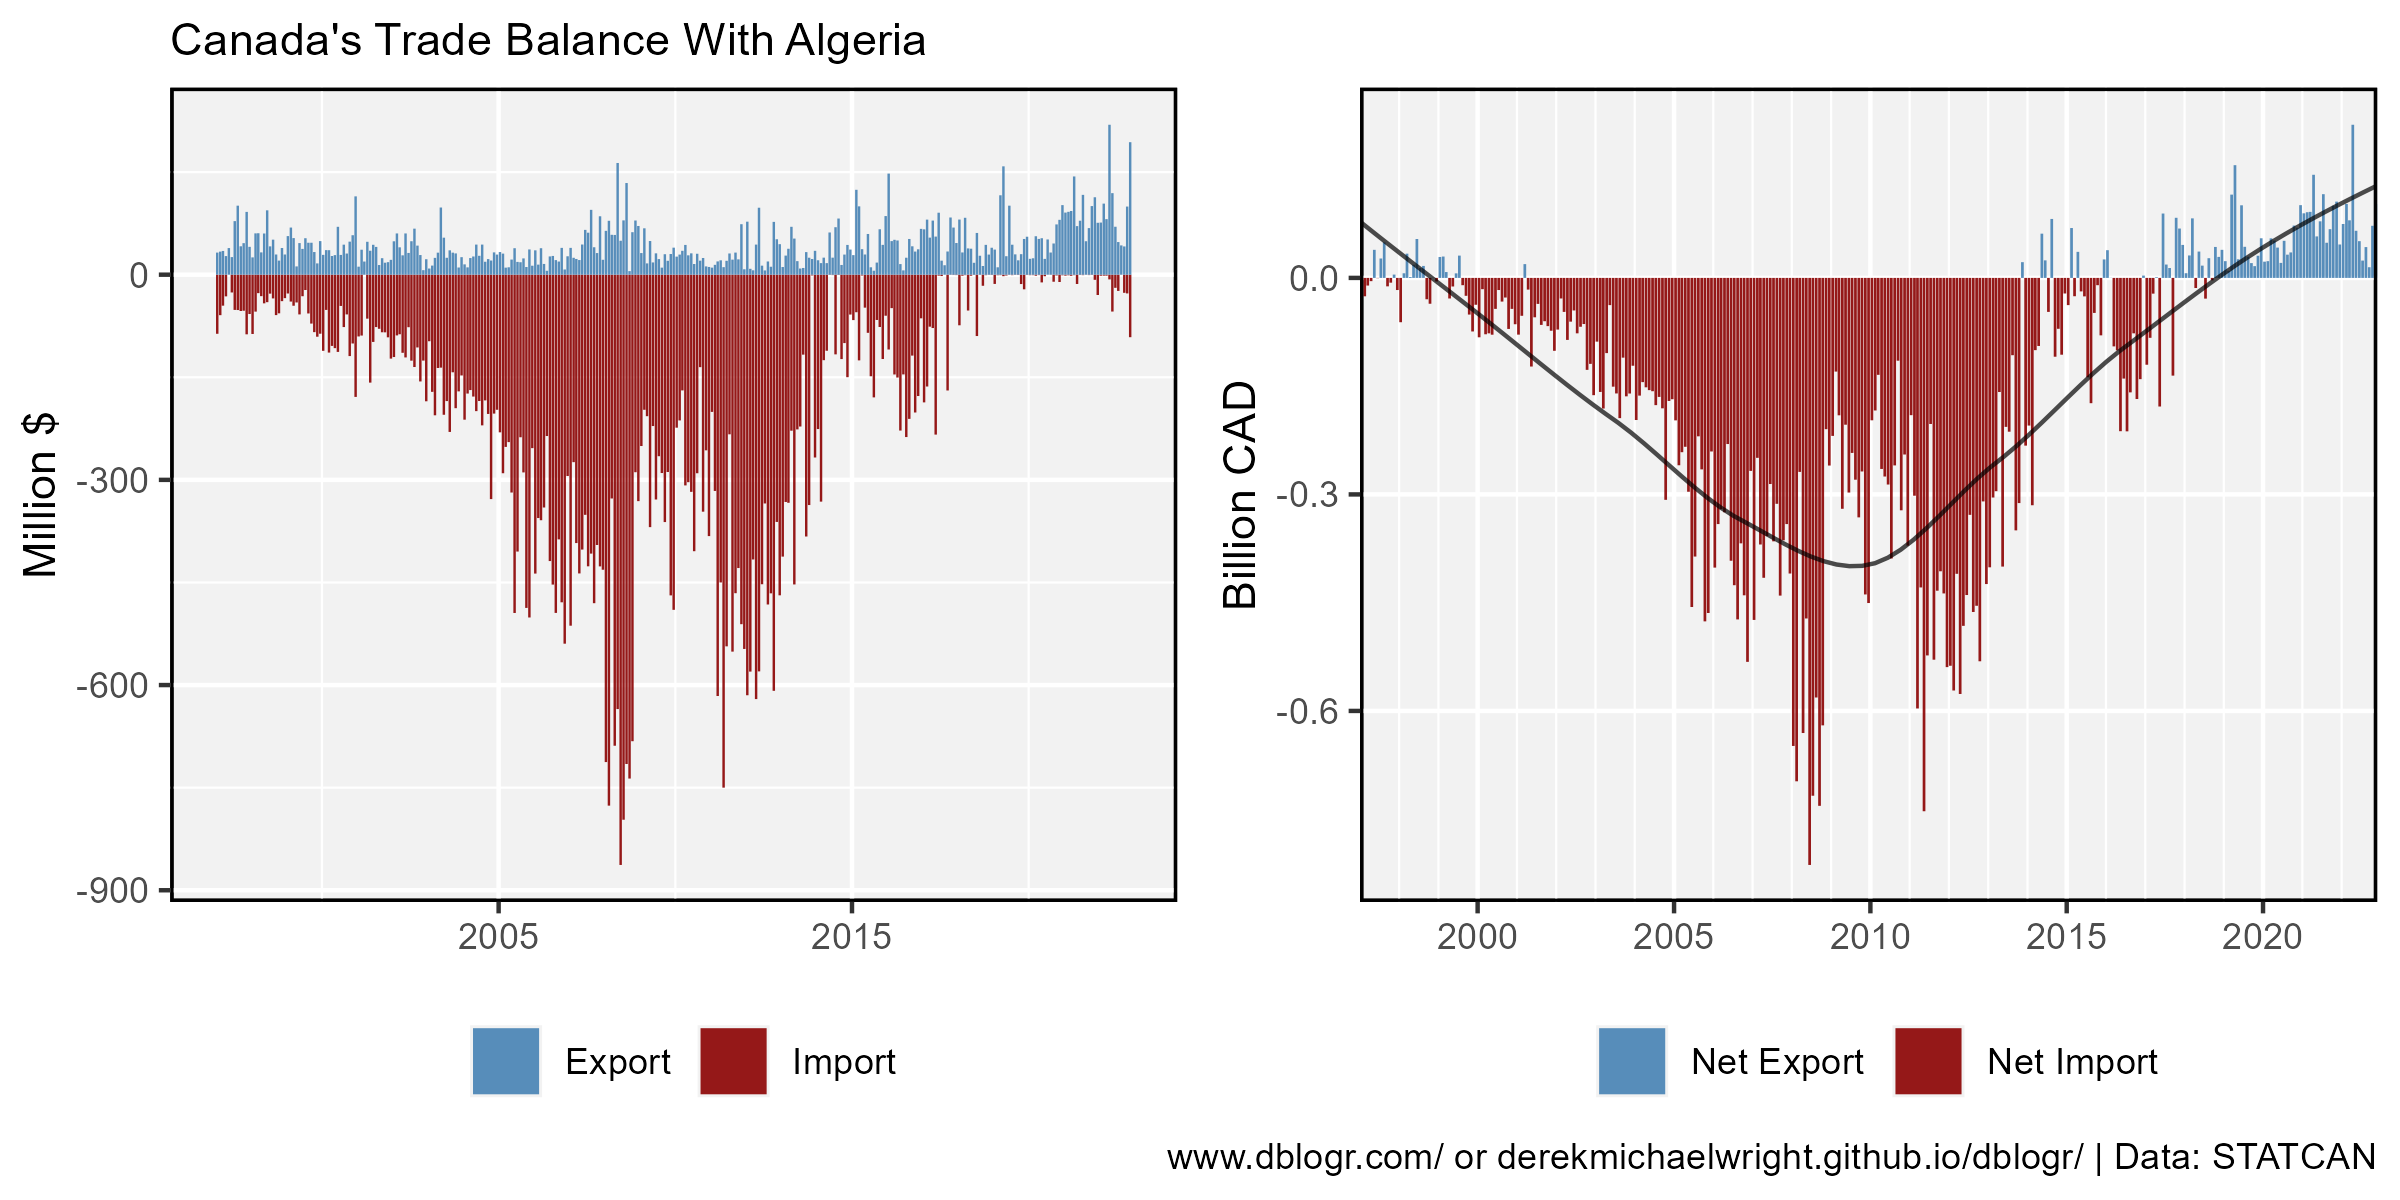 Canada's Trade Balance With Algeria
Million $
0
-300
-600
-900
2005 2015
Export Import
Billion CAD
0.0
-0.3
-0.6
2000 2005 2010 2015 2020
Net Export Net Import
www.dblogr.com/ or derekmichaelwright.github.io/dblogr/ | Data: STATCAN